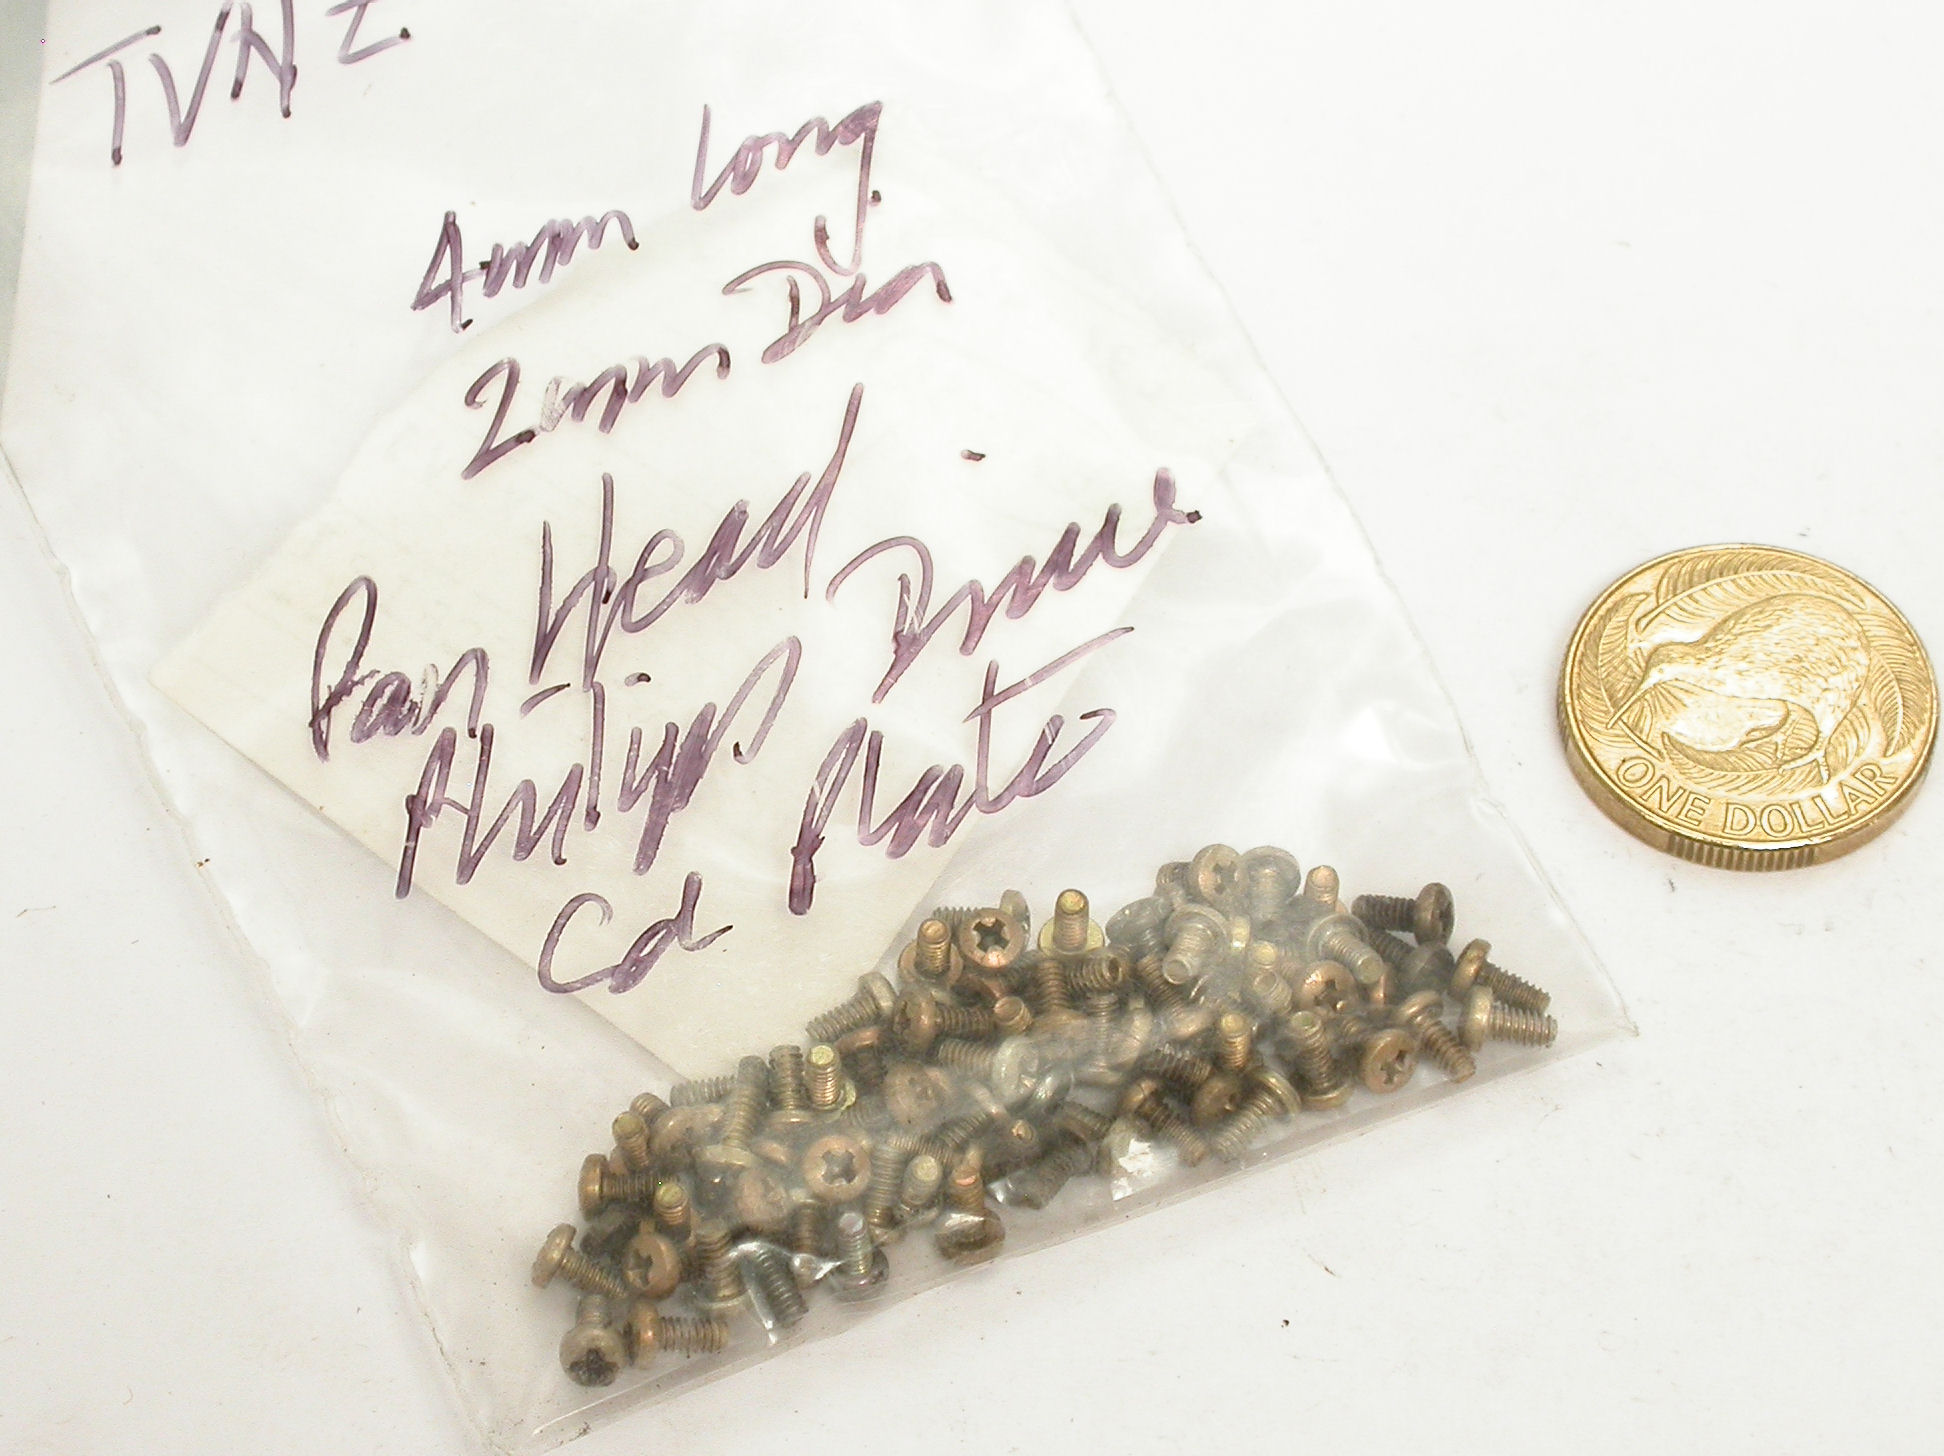 TVNZ
4mm Long
2mm Dia
Pan Head
Philips Drive
Cd Plate
ONE DOLLAR